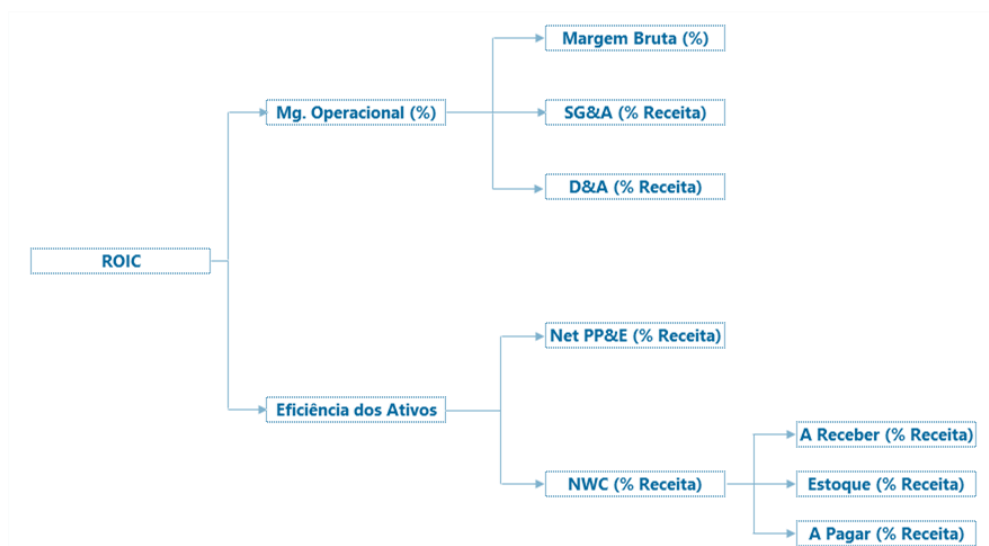 Margem Bruta (%)
Mg. Operacional (%)
SG&A (% Receita)
D&A (% Receita)
ROIC
Net PP&E (% Receita)
Eficiência dos Ativos
A Receber (% Receita)
NWC (% Receita)
Estoque (% Receita)
A Pagar (% Receita)